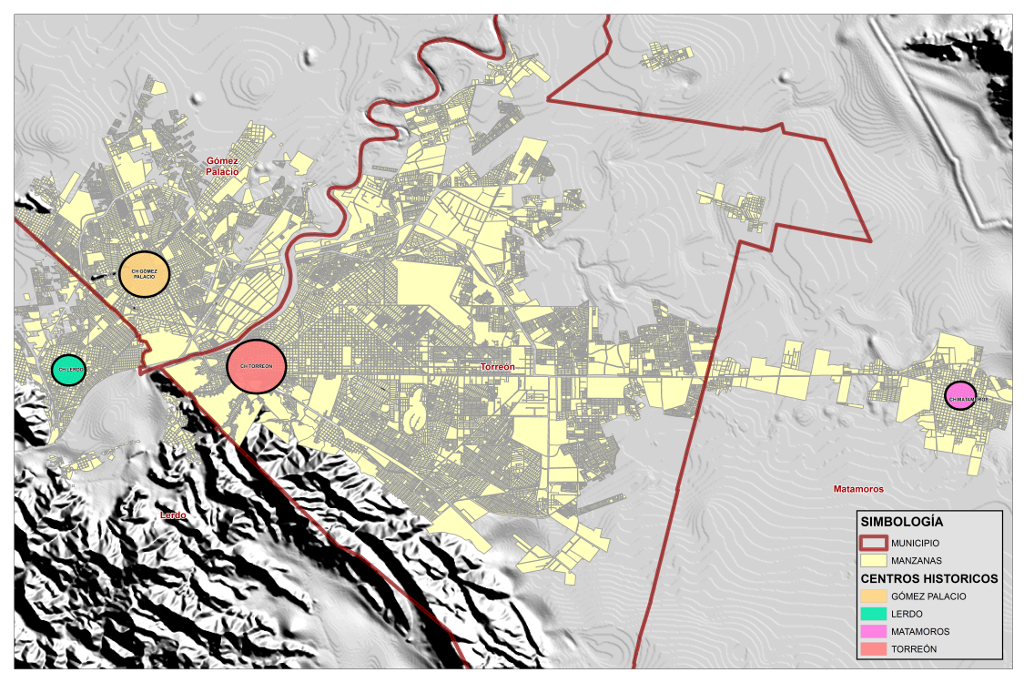 Gómez
Palacio
CH GÓMEZ
PALACIO
CH LERDO
CH TORREÓN
Torreón
CH MATAMOROS
Matamoros
Lerdo
SIMBOLOGÍA
MUNICIPIO
MANZANAS
CENTROS HISTORICOS
GÓMEZ PALACIO
LERDO
MATAMOROS
TORREÓN